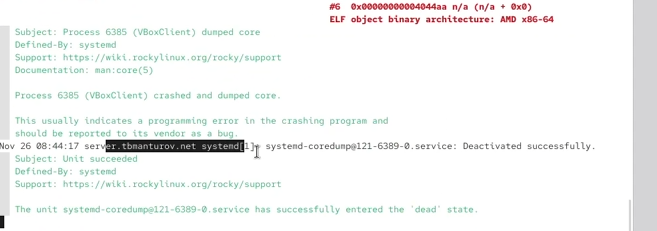 #6 0x00000000004044aa n/a (n/a + 0x0)
ELF object binary architecture: AMD x86-64
Subject: Process 6385 (VBoxClient) dumped core
Defined-By: systemd
Support: https://wiki.rockylinux.org/rocky/support
Documentation: man:core(5)
Process 6385 (VBoxClient) crashed and dumped core.
This usually indicates a programming error in the crashing program and
should be reported to its vendor as a bug.
Nov 26 08:44:17 server.tbmanturov.net systemd[1]: systemd-coredump@121-6389-0.service: Deactivated successfully.
Subject: Unit succeeded
Defined-By: systemd
Support: https://wiki.rockylinux.org/rocky/support
The unit systemd-coredump@121-6389-0.service has successfully entered the `dead` state.